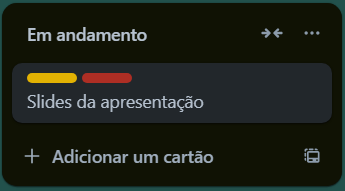 Em andamento
Slides da apresentação
Adicionar um cartão